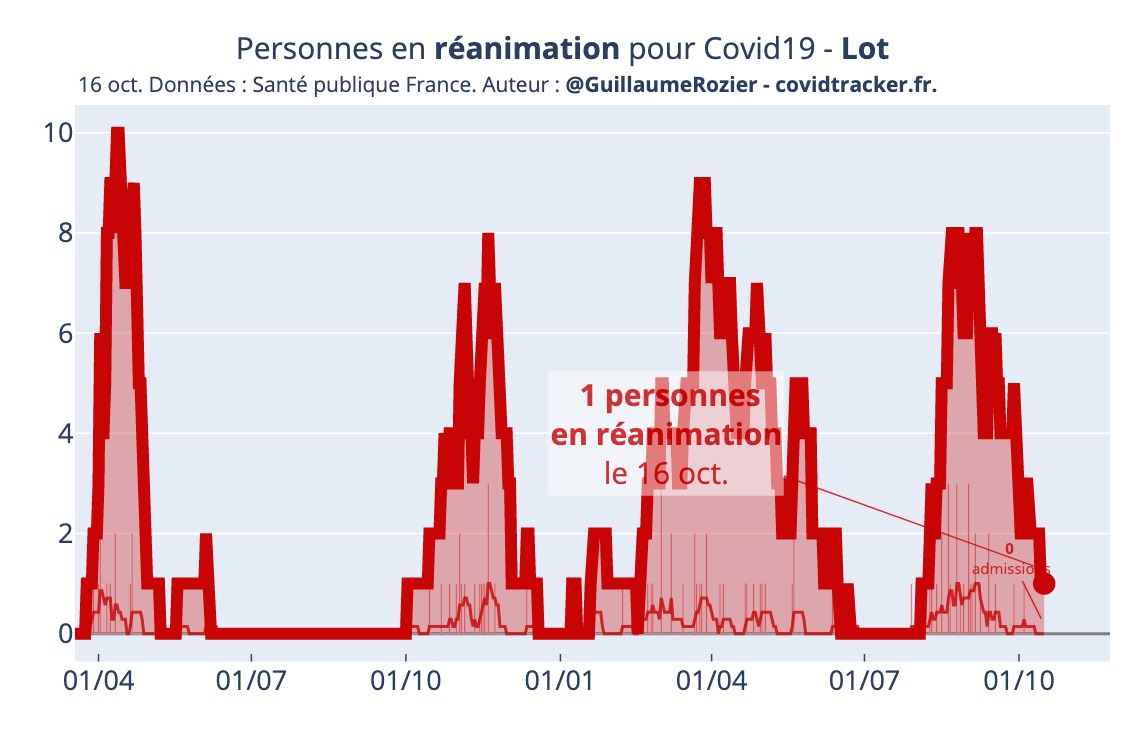 Personnes en réanimation pour Covid19 - Lot
16 oct. Données : Santé publique France. Auteur : @GuillaumeRozier - covidtracker.fr.
10
8
6
4
2
0
1 personnes
en réanimation
le 16 oct.
0
admissions
01/04
01/07
01/10
01/01
01/04
01/07
01/10